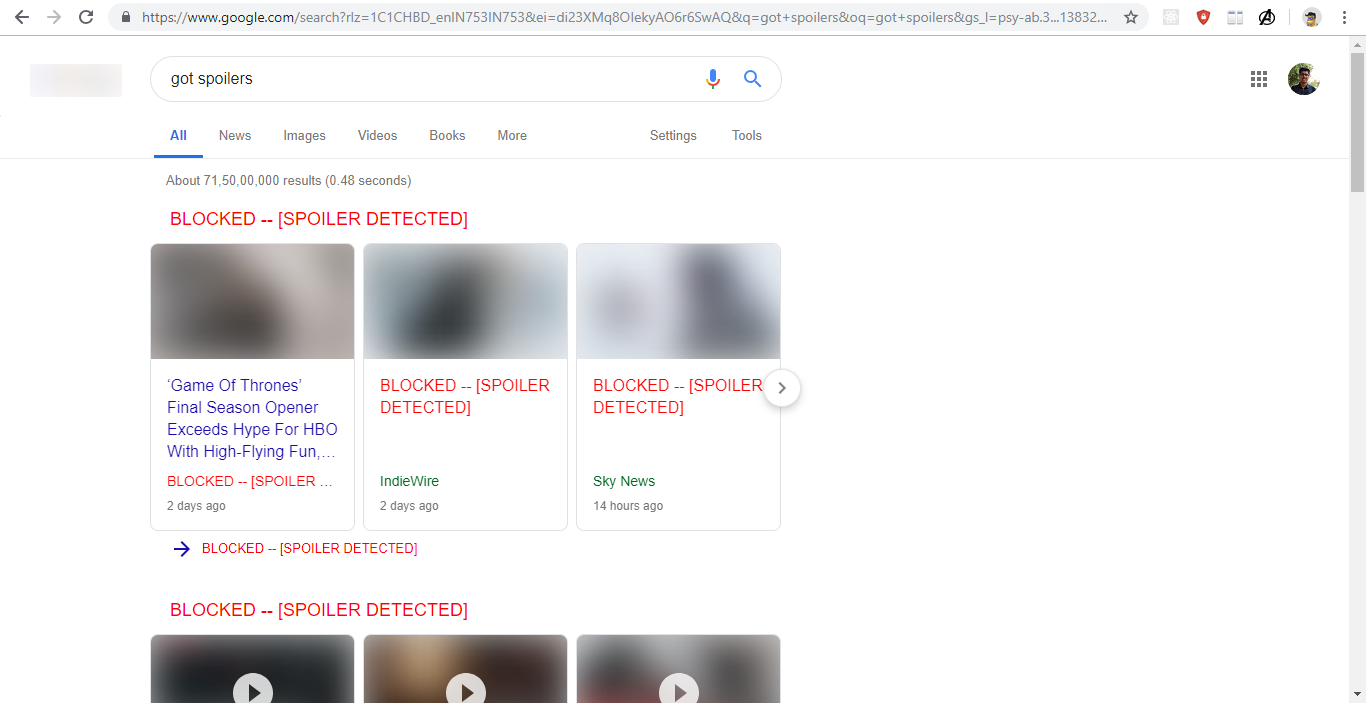 https://www.google.com/search?rlz=1C1CHBD_enIN753IN753&ei=di23XMq8OIekyAO6r6SwAQ&q=got+spoilers&oq=got+spoilers&gs_l=psy-ab.3...13832...
got spoilers
All News Images Videos Books More Settings Tools
About 71,50,00,000 results (0.48 seconds)
BLOCKED -- [SPOILER DETECTED]
‘Game Of Thrones’
Final Season Opener
Exceeds Hype For HBO
With High-Flying Fun,…
BLOCKED -- [SPOILER ...
2 days ago
BLOCKED -- [SPOILER
DETECTED]
IndieWire
2 days ago
BLOCKED -- [SPOILER
DETECTED]
Sky News
14 hours ago
BLOCKED -- [SPOILER DETECTED]
BLOCKED -- [SPOILER DETECTED]